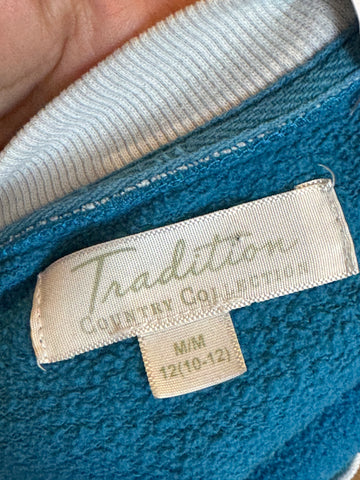 Tradition
COUNTRY COLLECTION
M/M
12(10-12)